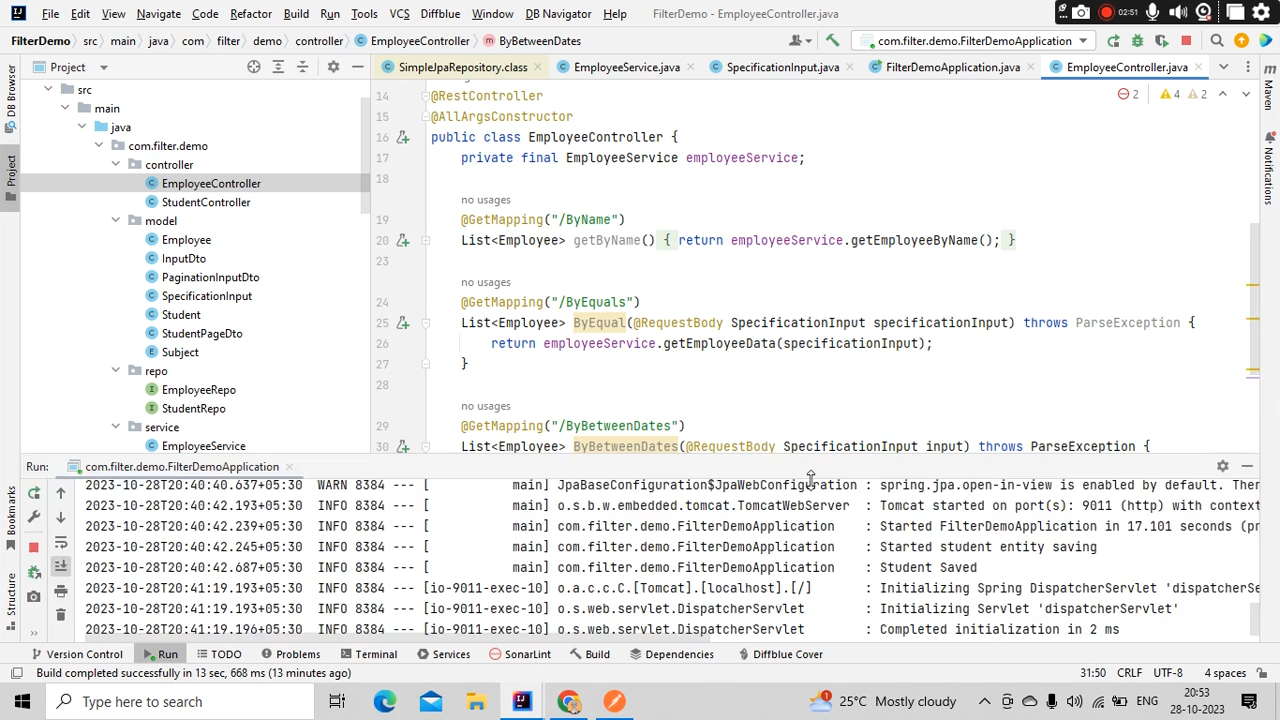 File Edit View Navigate Code Refactor Build Run Tools VCS Diffblue Window DB Navigator Help FilterDemo - EmployeeController.java 02:51
FilterDemo src main java com filter demo controller EmployeeController ByBetweenDates com.filter.demo.FilterDemoApplication
Project SimpleJpaRepository.class EmployeeService.java SpecificationInput.java FilterDemoApplication.java EmployeeController.java
DB Browser
Project
Bookmarks
Structure
Maven
Notifications
src
main
java
com.filter.demo
controller
EmployeeController
StudentController
model
Employee
InputDto
PaginationInputDto
SpecificationInput
Student
StudentPageDto
Subject
repo
EmployeeRepo
StudentRepo
service
EmployeeService
2 4 2
14 @RestController
15 @AllArgsConstructor
16 public class EmployeeController {
17 private final EmployeeService employeeService;
18
no usages
19 @GetMapping("/ByName")
20 List<Employee> getByName() { return employeeService.getEmployeeByName(); }
23
no usages
24 @GetMapping("/ByEquals")
25 List<Employee> ByEqual(@RequestBody SpecificationInput specificationInput) throws ParseException {
26 return employeeService.getEmployeeData(specificationInput);
27 }
28
no usages
29 @GetMapping("/ByBetweenDates")
30 List<Employee> ByBetweenDates(@RequestBody SpecificationInput input) throws ParseException {
Run: com.filter.demo.FilterDemoApplication
2023-10-28T20:40:40.637+05:30 WARN 8384 --- [ main] JpaBaseConfiguration$JpaWebConfiguration : spring.jpa.open-in-view is enabled by default. Ther
2023-10-28T20:40:42.193+05:30 INFO 8384 --- [ main] o.s.b.w.embedded.tomcat.TomcatWebServer : Tomcat started on port(s): 9011 (http) with context
2023-10-28T20:40:42.219+05:30 INFO 8384 --- [ main] com.filter.demo.FilterDemoApplication : Started FilterDemoApplication in 17.101 seconds (pr
2023-10-28T20:40:42.245+05:30 INFO 8384 --- [ main] com.filter.demo.FilterDemoApplication : Started student entity saving
2023-10-28T20:40:42.687+05:30 INFO 8384 --- [ main] com.filter.demo.FilterDemoApplication : Student Saved
2023-10-28T20:41:19.193+05:30 INFO 8384 --- [io-9011-exec-10] o.a.c.c.C.[Tomcat].[localhost].[/] : Initializing Spring DispatcherServlet 'dispatcherSe
2023-10-28T20:41:19.193+05:30 INFO 8384 --- [io-9011-exec-10] o.s.web.servlet.DispatcherServlet : Initializing Servlet 'dispatcherServlet'
2023-10-28T20:41:19.196+05:30 INFO 8384 --- [io-9011-exec-10] o.s.web.servlet.DispatcherServlet : Completed initialization in 2 ms
Version Control Run TODO Problems Terminal Services SonarLint Build Dependencies Diffblue Cover
Build completed successfully in 13 sec, 668 ms (13 minutes ago) 31:50 CRLF UTF-8 4 spaces
Type here to search 25°C Mostly cloudy ENG 20:53
28-10-2023